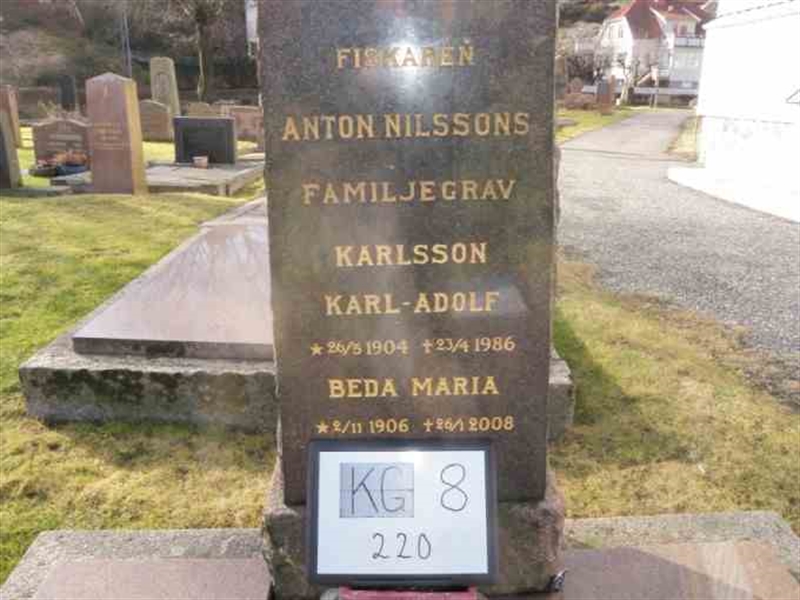 FISKAREN
ANTON NILSSONS
FAMILJEGRAV
KARLSSON
KARL-ADOLF
★ 26/5 1904 ✝ 23/4 1986
BEDA MARIA
★ 2/11 1906 ✝ 26/1 2008
KG 8
220